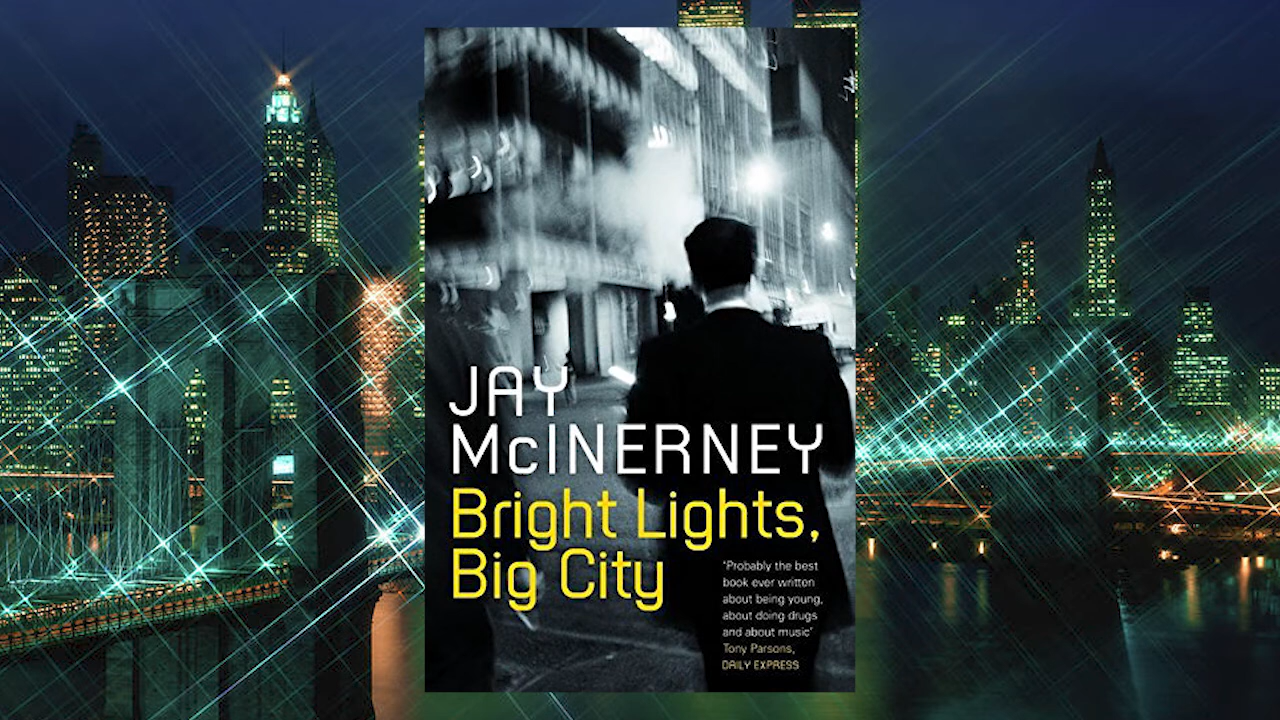 JAY
McINERNEY
Bright Lights,
Big City
'Probably the best
book ever written
about being young,
about doing drugs
and about music'
Tony Parsons,
DAILY EXPRESS